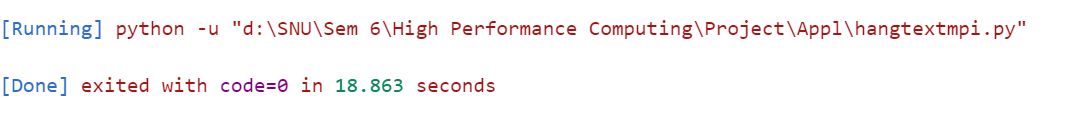 [Running] python -u "d:\SNU\Sem 6\High Performance Computing\Project\Appl\hangtextmpi.py"
[Done] exited with code=0 in 18.863 seconds